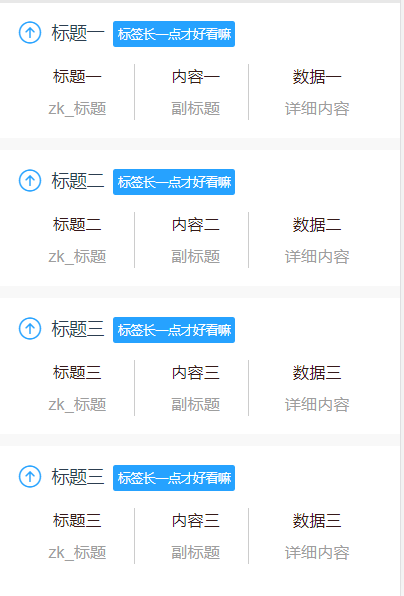 标题一 标签长一点才好看嘛
标题一 内容一 数据一
zk_标题 副标题 详细内容
标题二 标签长一点才好看嘛
标题二 内容二 数据二
zk_标题 副标题 详细内容
标题三 标签长一点才好看嘛
标题三 内容三 数据三
zk_标题 副标题 详细内容
标题三 标签长一点才好看嘛
标题三 内容三 数据三
zk_标题 副标题 详细内容